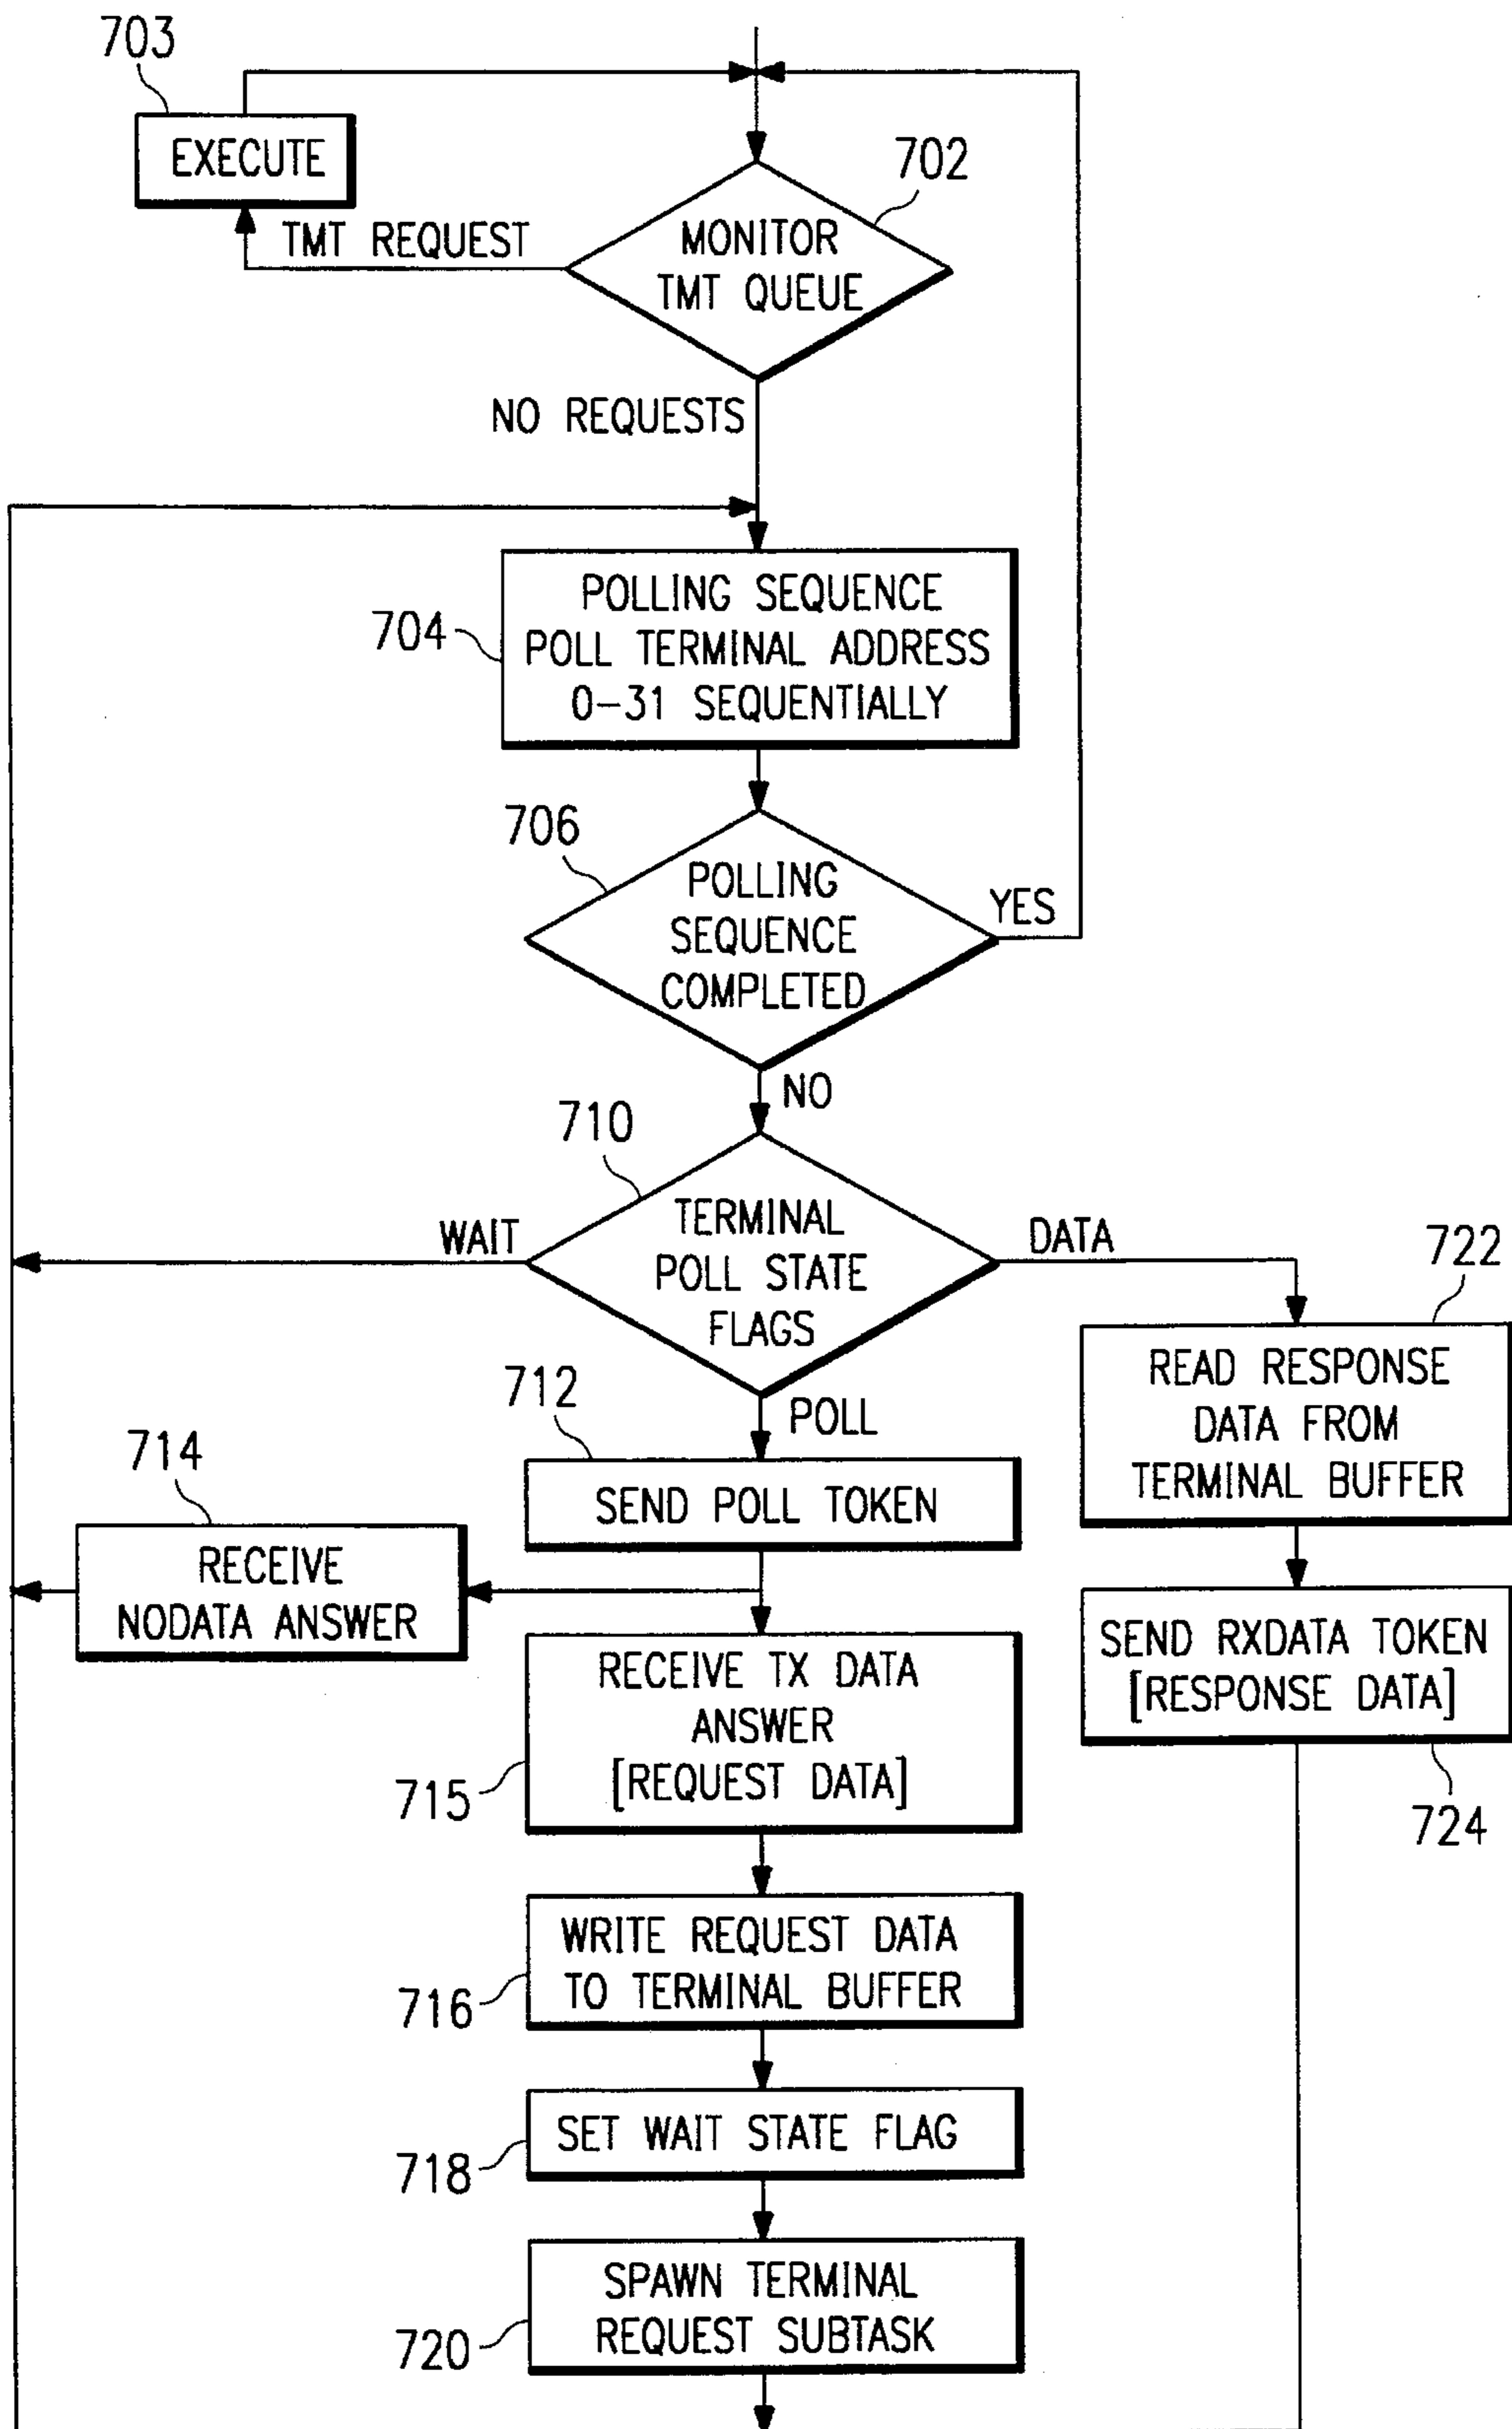 703
EXECUTE
702
TMT REQUEST
MONITOR
TMT QUEUE
NO REQUESTS
704
POLLING SEQUENCE
POLL TERMINAL ADDRESS
0-31 SEQUENTIALLY
706
POLLING
SEQUENCE
COMPLETED
YES
NO
710
TERMINAL
POLL STATE
FLAGS
WAIT
DATA
722
READ RESPONSE
DATA FROM
TERMINAL BUFFER
POLL
712
SEND POLL TOKEN
714
RECEIVE
NODATA ANSWER
SEND RXDATA TOKEN
[RESPONSE DATA]
724
RECEIVE TX DATA
ANSWER
[REQUEST DATA]
715
WRITE REQUEST DATA
TO TERMINAL BUFFER
716
SET WAIT STATE FLAG
718
SPAWN TERMINAL
REQUEST SUBTASK
720